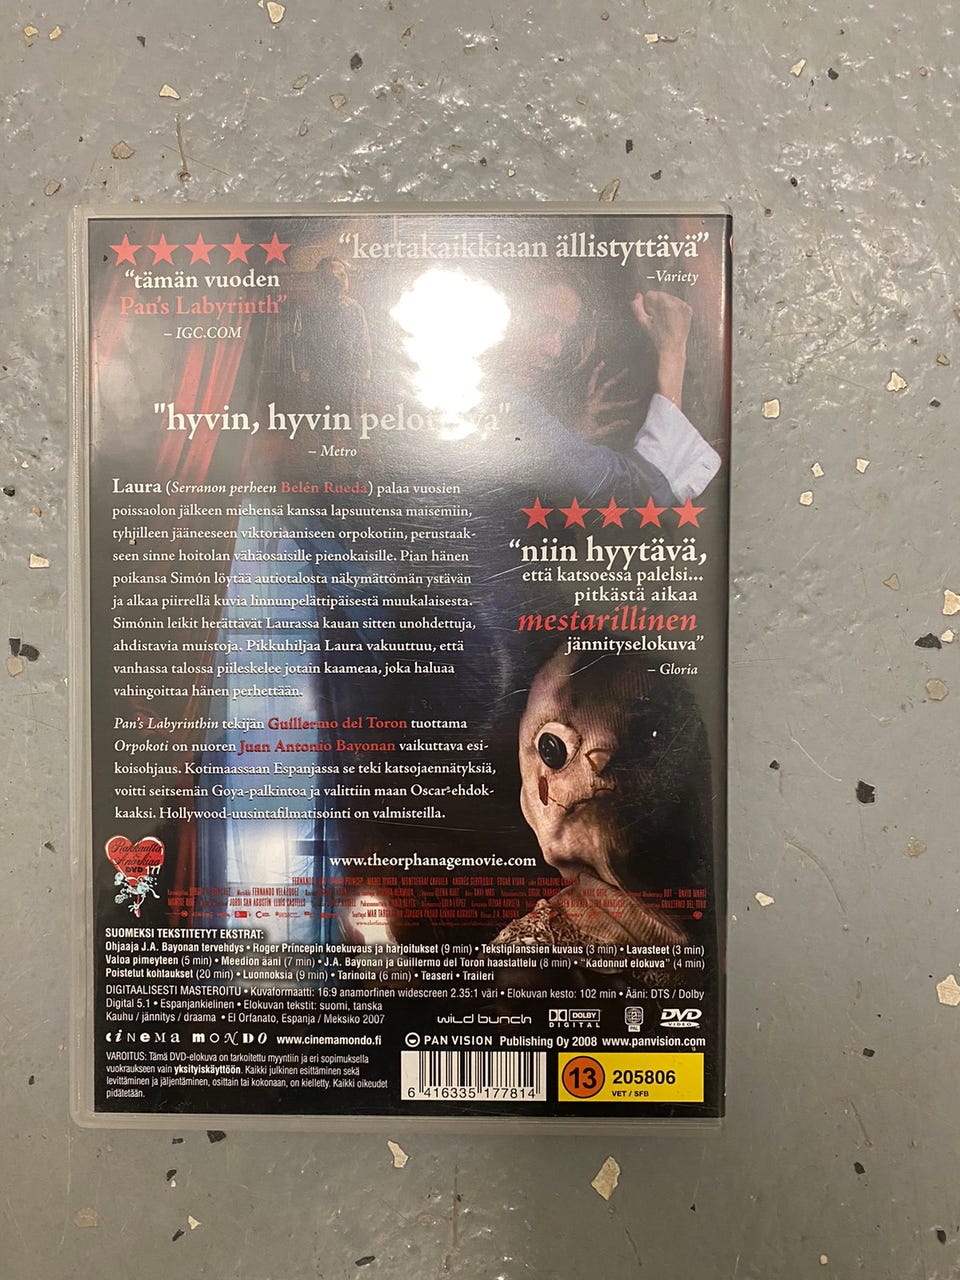 "tämän vuoden
Pan's Labyrinth"
– IGC.COM
"kertakaikkiaan ällistyttävä"
–Variety
"hyvin, hyvin
– Metro
Laura (Serranon perheen Belén Rueda) palaa vuosien
poissaolon jälkeen miehensä kanssa lapsuutensa maisemiin,
tyhjilleen jääneeseen viktoriaaniseen orpokotiin, perustaak-
seen sinne hoitolan vähäosaisille pienokaisille. Pian hänen
poikansa Simón löytää autiotalosta näkymättömän ystävän
ja alkaa piirrellä kuvia linnunpelättipäisestä muukalaisesta.
Simónin leikit herättävät Laurassa kauan sitten unohdettuja,
ahdistavia muistoja. Pikkuhiljaa Laura vakuuttuu, että
vanhassa talossa piileskelee jotain kaameaa, joka haluaa
vahingoittaa hänen perhettään.
"niin hyytävä,
että katsoessa palelsi...
pitkästä aikaa
mestarillinen
jännityselokuva"
– Gloria
Pan's Labyrinthin tekijän Guillermo del Toron tuottama
Orpokoti on nuoren Juan Antonio Bayonan vaikuttava esi-
koisohjaus. Kotimaassaan Espanjassa se teki katsojaennätyksiä,
voitti seitsemän Goya-palkintoa ja valittiin maan Oscar-ehdok-
kaaksi. Hollywood-uusintafilmatisointi on valmisteilla.
Rakkautta
& Anarkiaa
DVD
www.theorphanagemovie.com
SUOMEKSI TEKSTITETYT EKSTRAT:
Ohjaaja J.A. Bayonan tervehdys • Roger Princepin koekuvaus ja harjoitukset (9 min) • Tekstiplanssien kuvaus (3 min) • Lavasteet (3 min)
Valoa pimeyteen (5 min) • Meedion ääni (7 min) • J.A. Bayonan ja Guillermo del Toron haastattelu (8 min) • "Kadonnut elokuva" (4 min)
Poistetut kohtaukset (20 min) • Luonnoksia (9 min) • Tarinoita (6 min) • Teaseri • Traileri
DIGITAALISESTI MASTEROITU • Kuvaformaatti: 16:9 anamorfinen widescreen 2.35:1 väri • Elokuvan kesto: 102 min • Ääni: DTS / Dolby
Digital 5.1 • Espanjankielinen • Elokuvan tekstit: suomi, tanska
Kauhu / jännitys / draama • El Orfanato, Espanja / Meksiko 2007
wild bunch
DOLBY
DIGITAL
PAL
DVD
VIDEO
CINEMA MONDO www.cinemamondo.fi
PAN VISION Publishing Oy 2008 www.panvision.com
VAROITUS: Tämä DVD-elokuva on tarkoitettu myyntiin ja eri sopimuksella
vuokraukseen vain yksityiskäyttöön. Kaikki julkinen esittäminen sekä
levittäminen ja jäljentäminen, osittain tai kokonaan, on kielletty. Kaikki oikeudet
pidätetään.
6 416335 177814
13
205806
VET / SFB